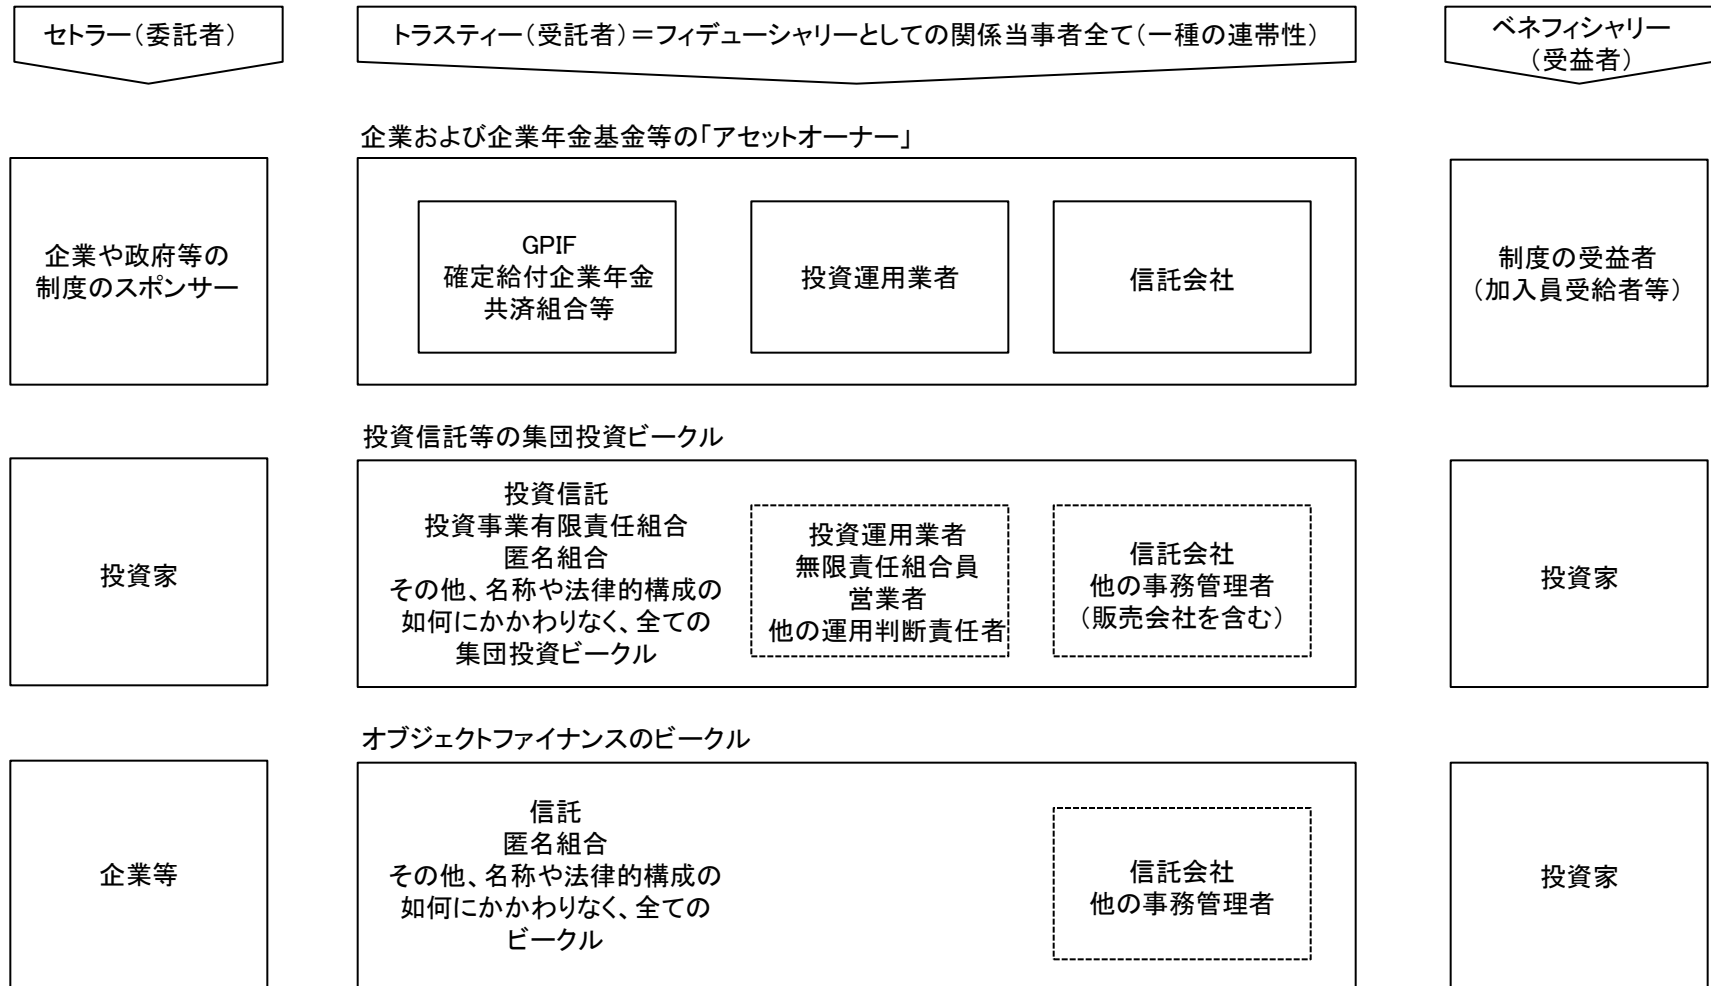 セトラー（委託者）
トラスティー（受託者）＝フィデューシャリーとしての関係当事者全て（一種の連帯性）
ベネフィシャリー
（受益者）
企業および企業年金基金等の「アセットオーナー」
企業や政府等の
制度のスポンサー
GPIF
確定給付企業年金
共済組合等
投資運用業者
信託会社
制度の受益者
（加入員受給者等）
投資信託等の集団投資ビークル
投資家
投資信託
投資事業有限責任組合
匿名組合
その他、名称や法律的構成の
如何にかかわりなく、全ての
集団投資ビークル
投資運用業者
無限責任組合員
営業者
他の運用判断責任者
信託会社
他の事務管理者
（販売会社を含む）
投資家
オブジェクトファイナンスのビークル
企業等
信託
匿名組合
その他、名称や法律的構成の
如何にかかわりなく、全ての
ビークル
信託会社
他の事務管理者
投資家